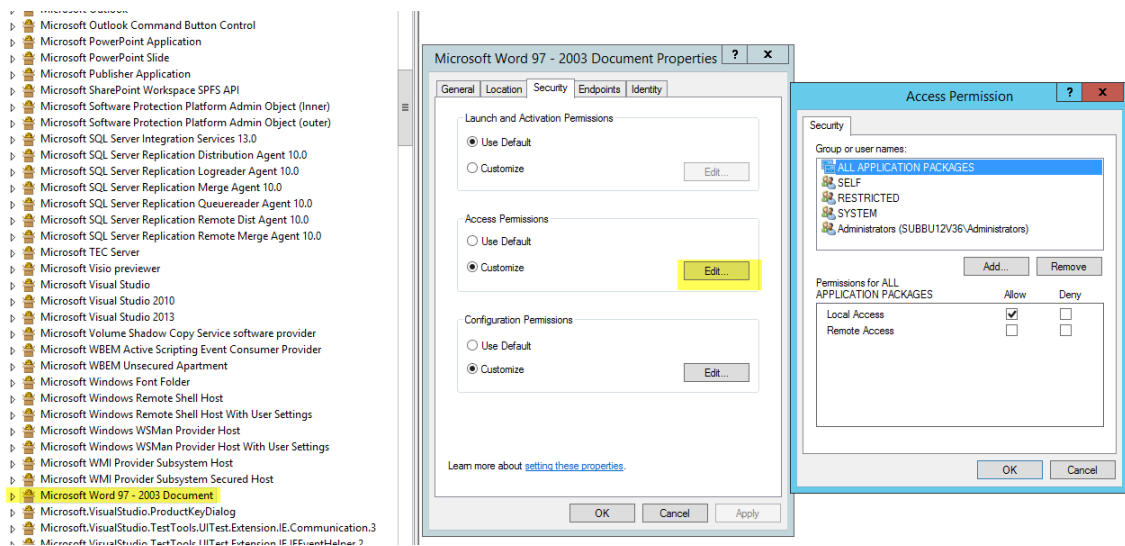 Microsoft Outlook
Microsoft Outlook Command Button Control
Microsoft PowerPoint Application
Microsoft PowerPoint Slide
Microsoft Publisher Application
Microsoft SharePoint Workspace SPFS API
Microsoft Software Protection Platform Admin Object (Inner)
Microsoft Software Protection Platform Admin Object (outer)
Microsoft SQL Server Integration Services 13.0
Microsoft SQL Server Replication Distribution Agent 10.0
Microsoft SQL Server Replication Logreader Agent 10.0
Microsoft SQL Server Replication Merge Agent 10.0
Microsoft SQL Server Replication Queuereader Agent 10.0
Microsoft SQL Server Replication Remote Dist Agent 10.0
Microsoft SQL Server Replication Remote Merge Agent 10.0
Microsoft TEC Server
Microsoft Visio previewer
Microsoft Visual Studio
Microsoft Visual Studio 2010
Microsoft Visual Studio 2013
Microsoft Volume Shadow Copy Service software provider
Microsoft WBEM Active Scripting Event Consumer Provider
Microsoft WBEM Unsecured Apartment
Microsoft Windows Font Folder
Microsoft Windows Remote Shell Host
Microsoft Windows Remote Shell Host With User Settings
Microsoft Windows WSMan Provider Host
Microsoft Windows WSMan Provider Host With User Settings
Microsoft WMI Provider Subsystem Host
Microsoft WMI Provider Subsystem Secured Host
Microsoft Word 97 - 2003 Document
Microsoft.VisualStudio.ProductKeyDialog
Microsoft.VisualStudio.TestTools.UITest.Extension.IE.Communication.3
Microsoft.VisualStudio.TestTools.UITest.Extension.IE.IEEventHelper.2
Microsoft Word 97 - 2003 Document Properties ? x
General Location Security Endpoints Identity
Launch and Activation Permissions
Use Default
Customize Edit...
Access Permissions
Use Default
Customize Edit...
Configuration Permissions
Use Default
Customize Edit...
Learn more about setting these properties.
OK Cancel Apply
Access Permission ? x
Security
Group or user names:
ALL APPLICATION PACKAGES
SELF
RESTRICTED
SYSTEM
Administrators (SUBBU12V36\Administrators)
Add... Remove
Permissions for ALL
APPLICATION PACKAGES Allow Deny
Local Access
Remote Access
OK Cancel